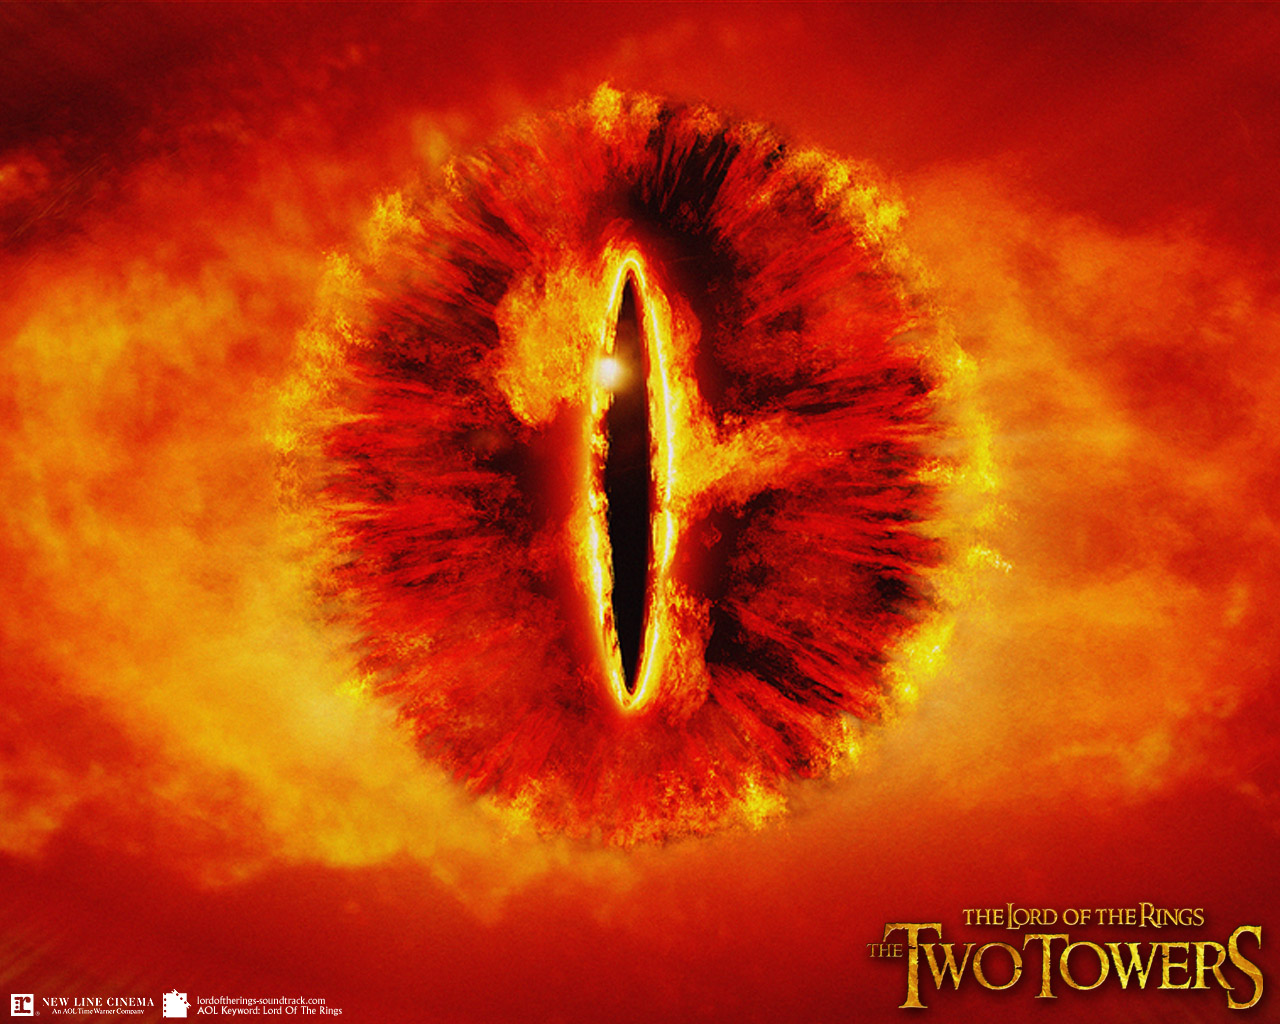 THE LORD OF THE RINGS
THE TWO TOWERS
NEW LINE CINEMA
An AOL Time Warner Company
lordoftherings-soundtrack.com
AOL Keyword: Lord Of The Rings